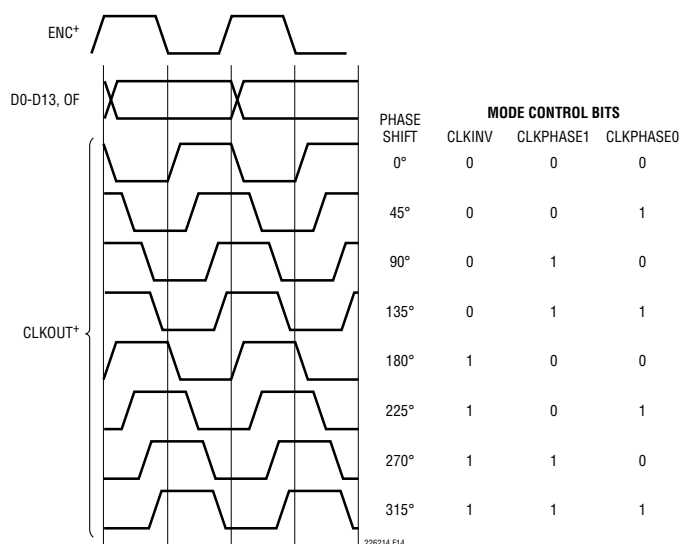 ENC+
D0-D13, OF
CLKOUT+
PHASE SHIFT
MODE CONTROL BITS
CLKINV CLKPHASE1 CLKPHASE0
0° 0 0 0
45° 0 0 1
90° 0 1 0
135° 0 1 1
180° 1 0 0
225° 1 0 1
270° 1 1 0
315° 1 1 1
226214 F14